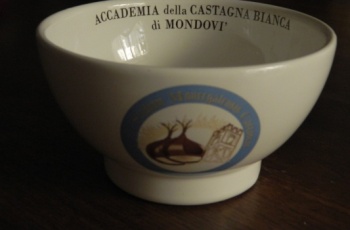 ACCADEMIA della CASTAGNA BIANCA
di MONDOVI'